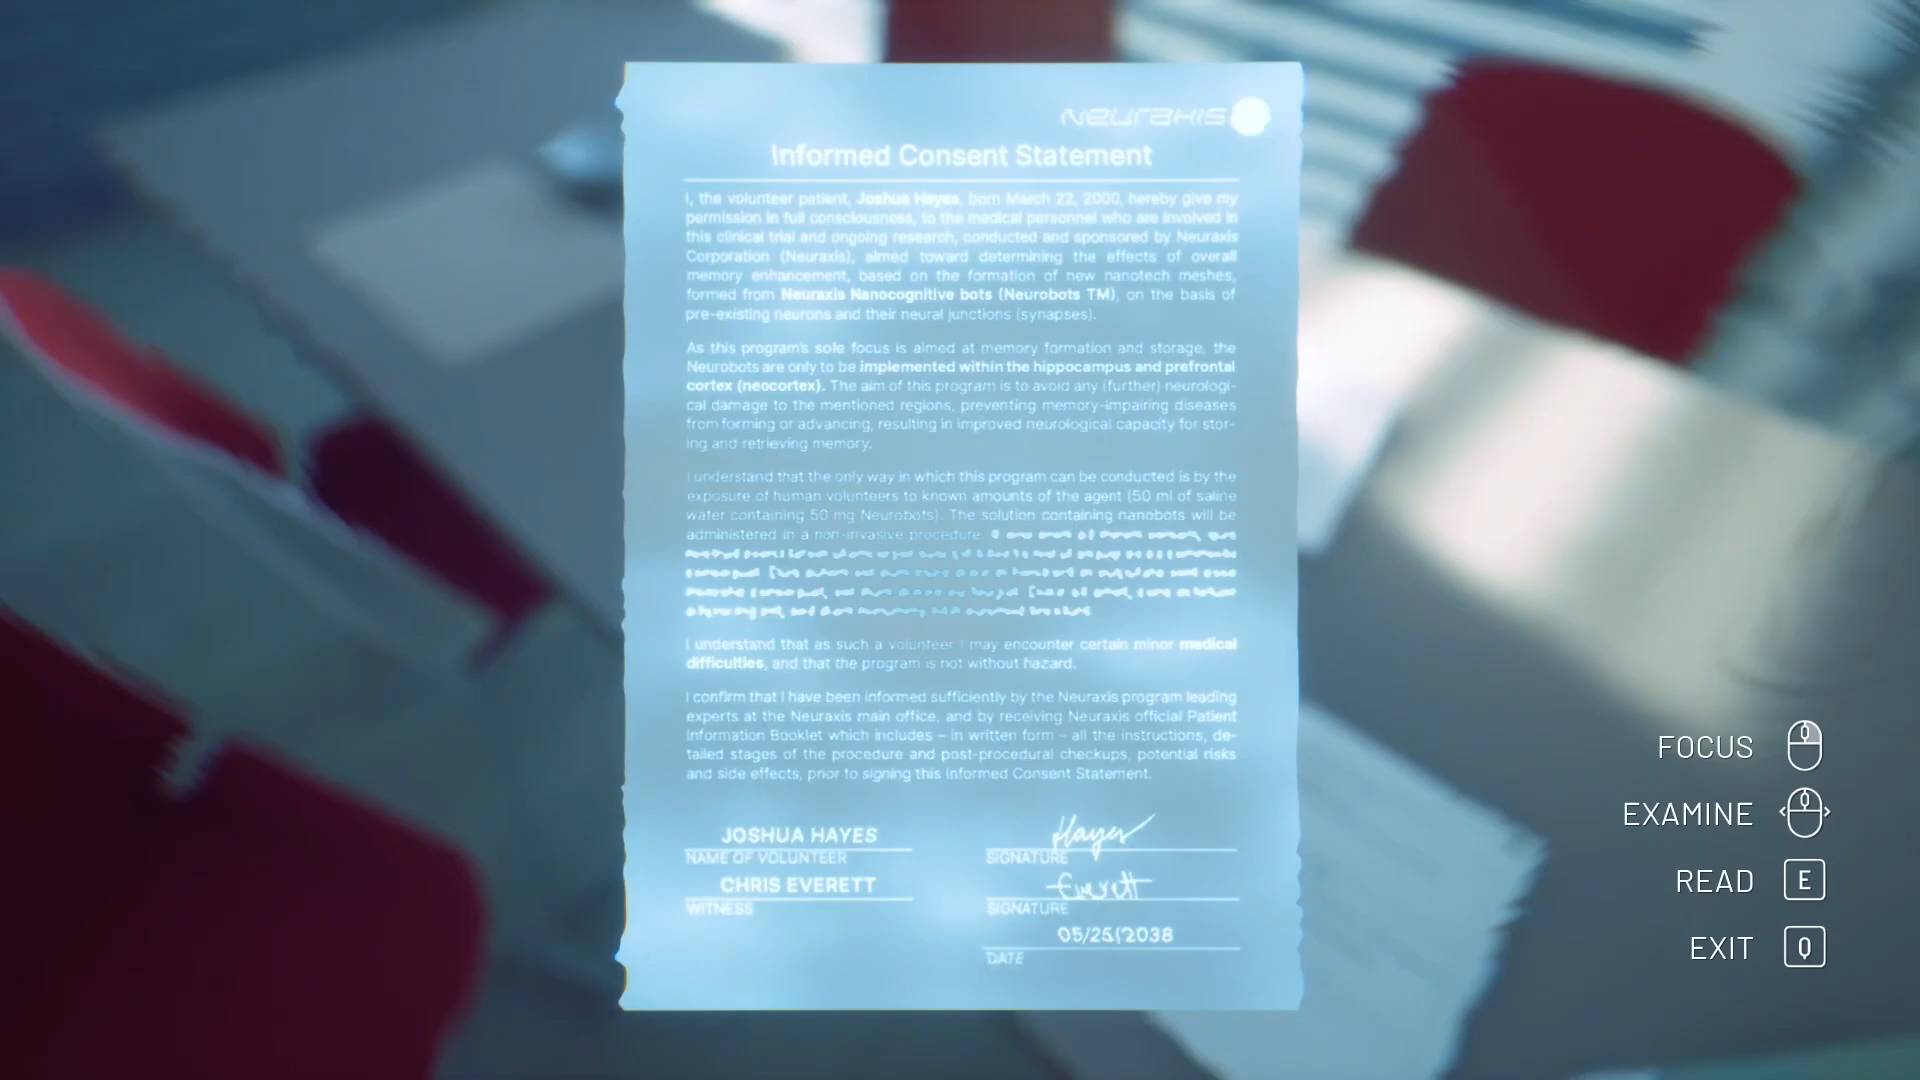 Neuraxis
Informed Consent Statement
I, the volunteer patient, Joshua Hayes, born March 22, 2000, hereby give my
permission in full consciousness, to the medical personnel who are involved in
this clinical trial and ongoing research, conducted and sponsored by Neuraxis
Corporation (Neuraxis), aimed toward determining the effects of overall
memory enhancement, based on the formation of new nanotech meshes,
formed from Neuraxis Nanocognitive bots (Neurobots TM), on the basis of
pre-existing neurons and their neural junctions (synapses).
As this program's sole focus is aimed at memory formation and storage, the
Neurobots are only to be implemented within the hippocampus and prefrontal
cortex (neocortex). The aim of this program is to avoid any (further) neurologi-
cal damage to the mentioned regions, preventing memory-impairing diseases
from forming or advancing, resulting in improved neurological capacity for stor-
ing and retrieving memory.
I understand that the only way in which this program can be conducted is by the
exposure of human volunteers to known amounts of the agent (50 ml of saline
water containing 50 mg Neurobots). The solution containing nanobots will be
administered in a non-invasive procedure.
I understand that as such a volunteer I may encounter certain minor medical
difficulties, and that the program is not without hazard.
I confirm that I have been informed sufficiently by the Neuraxis program leading
experts at the Neuraxis main office, and by receiving Neuraxis official Patient
Information Booklet which includes – in written form – all the instructions, de-
tailed stages of the procedure and post-procedural checkups, potential risks
and side effects, prior to signing this Informed Consent Statement.
JOSHUA HAYES Hayes
NAME OF VOLUNTEER SIGNATURE
CHRIS EVERETT Everett
WITNESS SIGNATURE
05/25/2038
DATE
FOCUS
EXAMINE
READ E
EXIT Q